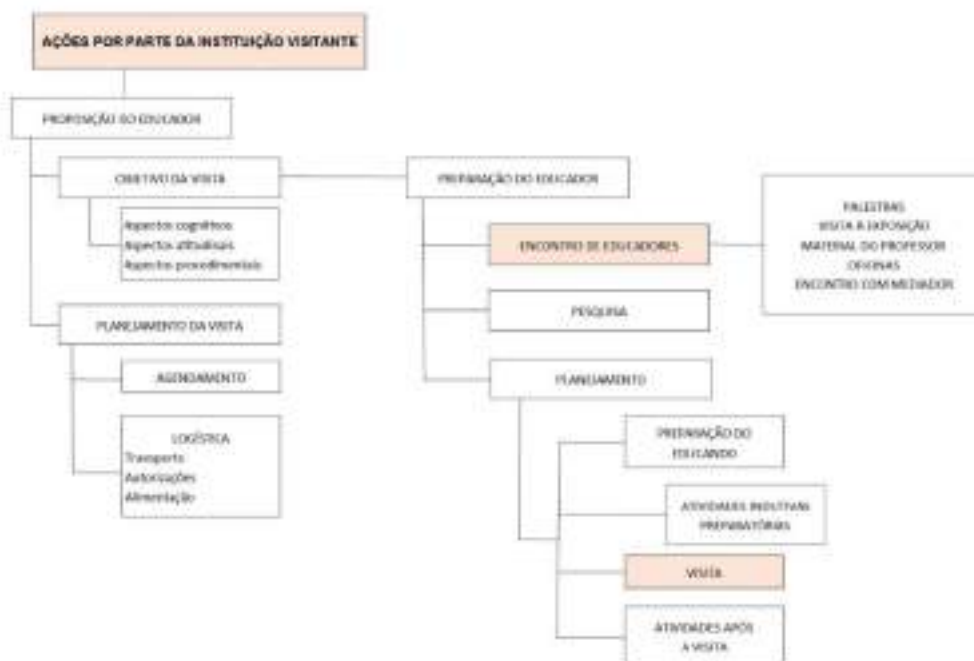 AÇÕES POR PARTE DA INSTITUIÇÃO VISITANTE
PROPOSIÇÃO DO EDUCADOR
OBJETIVO DA VISITA
Aspectos cognitivos
Aspectos atitudinais
Aspectos procedimentais
PLANEJAMENTO DA VISITA
AGENDAMENTO
LOGÍSTICA
Transporte
Autorizações
Alimentação
PREPARAÇÃO DO EDUCADOR
ENCONTRO DE EDUCADORES
PALESTRAS
VISITA À EXPOSIÇÃO
MATERIAL DO PROFESSOR
OFICINAS
ENCONTRO COM MEDIADOR
PESQUISA
PLANEJAMENTO
PREPARAÇÃO DO
EDUCANDO
ATIVIDADES
PREPARATÓRIAS
VISITA
ATIVIDADES APÓS
A VISITA